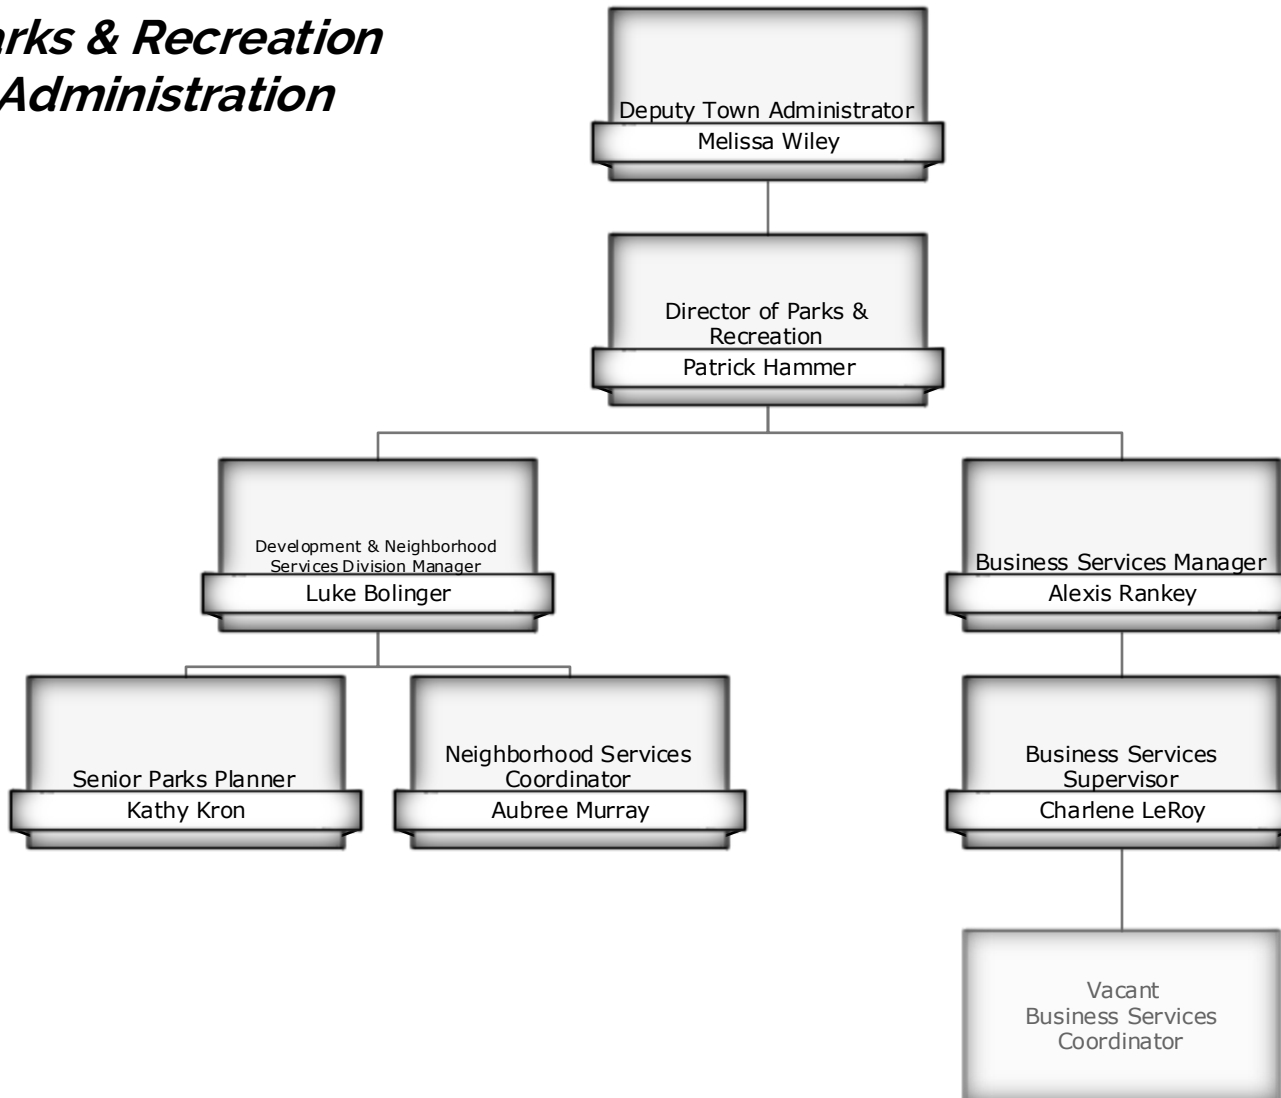 arks & Recreation
Administration
Deputy Town Administrator
Melissa Wiley
Director of Parks &
Recreation
Patrick Hammer
Development & Neighborhood
Services Division Manager
Luke Bolinger
Business Services Manager
Alexis Rankey
Senior Parks Planner
Kathy Kron
Neighborhood Services
Coordinator
Aubree Murray
Business Services
Supervisor
Charlene LeRoy
Vacant
Business Services
Coordinator